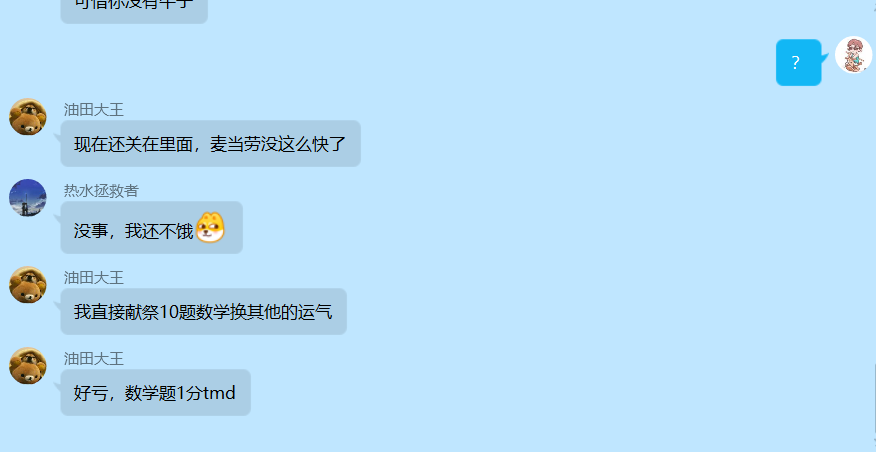 可惜你没有牛子
?
油田大王
现在还关在里面，麦当劳没这么快了
热水拯救者
没事，我还不饿
油田大王
我直接献祭10题数学换其他的运气
油田大王
好亏，数学题1分tmd